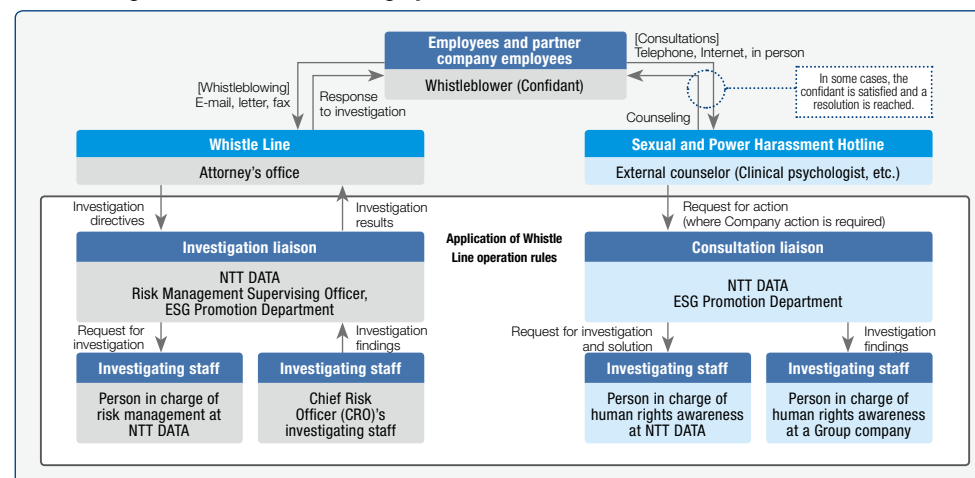 Employees and partner
company employees
Whistleblower (Confidant)
[Consultations]
Telephone, Internet, in person
In some cases, the
confidant is satisfied and a
resolution is reached.
[Whistleblowing]
E-mail, letter, fax
Response
to investigation
Counseling
Whistle Line
Attorney's office
Sexual and Power Harassment Hotline
External counselor (Clinical psychologist, etc.)
Investigation
directives
Investigation
results
Request for action
(where Company action is required)
Application of Whistle
Line operation rules
Investigation liaison
NTT DATA
Risk Management Supervising Officer,
ESG Promotion Department
Consultation liaison
NTT DATA
ESG Promotion Department
Request for
investigation
Investigation
findings
Request for investigation
and solution
Investigation
findings
Investigating staff
Person in charge of
risk management at
NTT DATA
Investigating staff
Chief Risk
Officer (CRO)'s
investigating staff
Investigating staff
Person in charge of
human rights awareness
at NTT DATA
Investigating staff
Person in charge of
human rights awareness
at a Group company